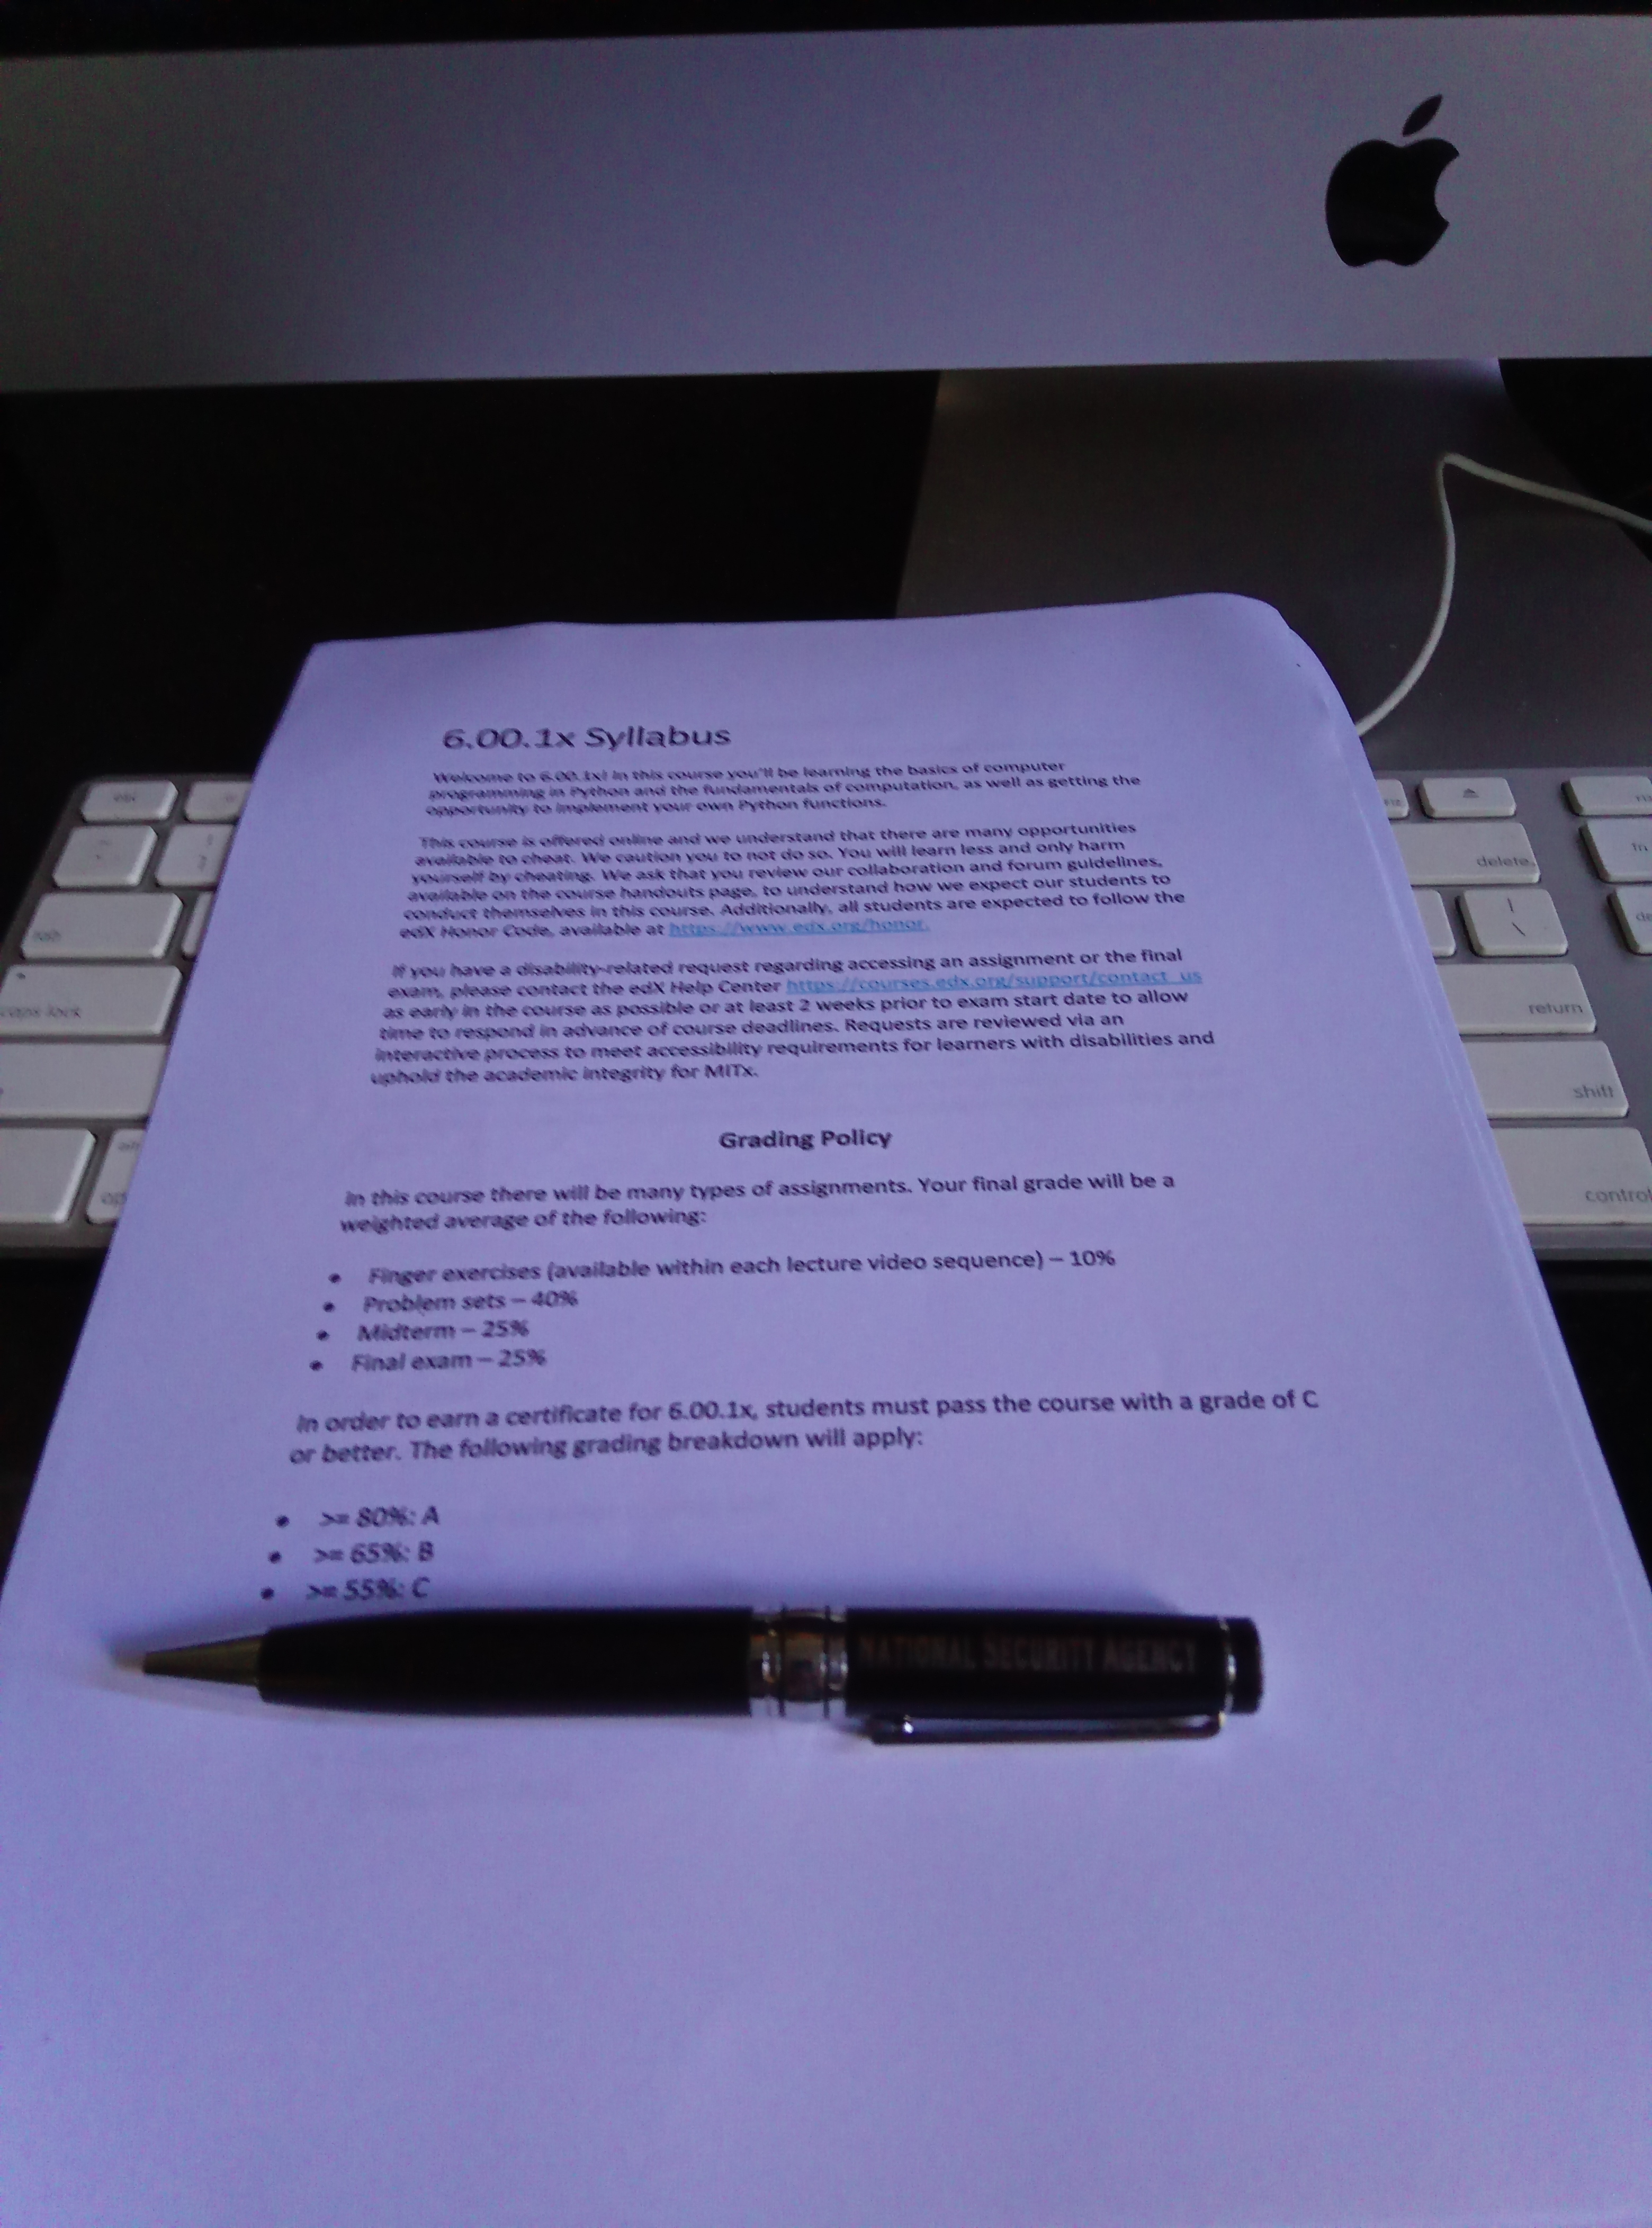 6.00.1x Syllabus
Welcome to 6.00.1x! In this course you'll be learning the basics of computer
programming in Python and the fundamentals of computation, as well as getting the
opportunity to implement your own Python functions.
This course is offered online and we understand that there are many opportunities
available to cheat. We caution you to not do so. You will learn less and only harm
yourself by cheating. We ask that you review our collaboration and forum guidelines,
available on the course handouts page, to understand how we expect our students to
conduct themselves in this course. Additionally, all students are expected to follow the
edX Honor Code, available at https://www.edx.org/honor.
If you have a disability-related request regarding accessing an assignment or the final
exam, please contact the edX Help Center https://courses.edx.org/support/contact_us
as early in the course as possible or at least 2 weeks prior to exam start date to allow
time to respond in advance of course deadlines. Requests are reviewed via an
interactive process to meet accessibility requirements for learners with disabilities and
uphold the academic integrity for MITx.
Grading Policy
In this course there will be many types of assignments. Your final grade will be a
weighted average of the following:
• Finger exercises (available within each lecture video sequence) – 10%
• Problem sets – 40%
• Midterm – 25%
• Final exam – 25%
In order to earn a certificate for 6.00.1x, students must pass the course with a grade of C
or better. The following grading breakdown will apply:
• >= 80%: A
• >= 65%: B
• >= 55%: C
NATIONAL SECURITY AGENCY
esc
tab
caps lock
alt
delete
return
shift
control
fn